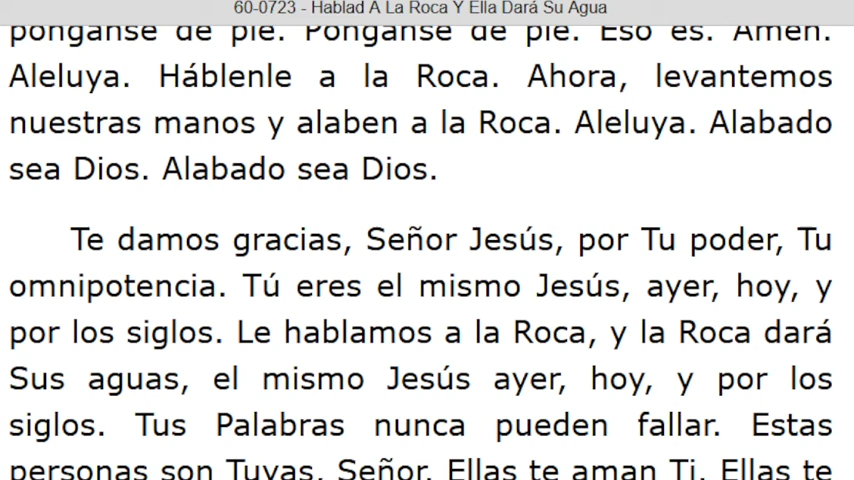 60-0723 - Hablad A La Roca Y Ella Dará Su Agua
pónganse de pie. Pónganse de pie. Eso es. Amén.
Aleluya. Háblenle a la Roca. Ahora, levantemos
nuestras manos y alaben a la Roca. Aleluya. Alabado
sea Dios. Alabado sea Dios.
Te damos gracias, Señor Jesús, por Tu poder, Tu
omnipotencia. Tú eres el mismo Jesús, ayer, hoy, y
por los siglos. Le hablamos a la Roca, y la Roca dará
Sus aguas, el mismo Jesús ayer, hoy, y por los
siglos. Tus Palabras nunca pueden fallar. Estas
personas son Tuyas, Señor. Ellas te aman Ti. Ellas te